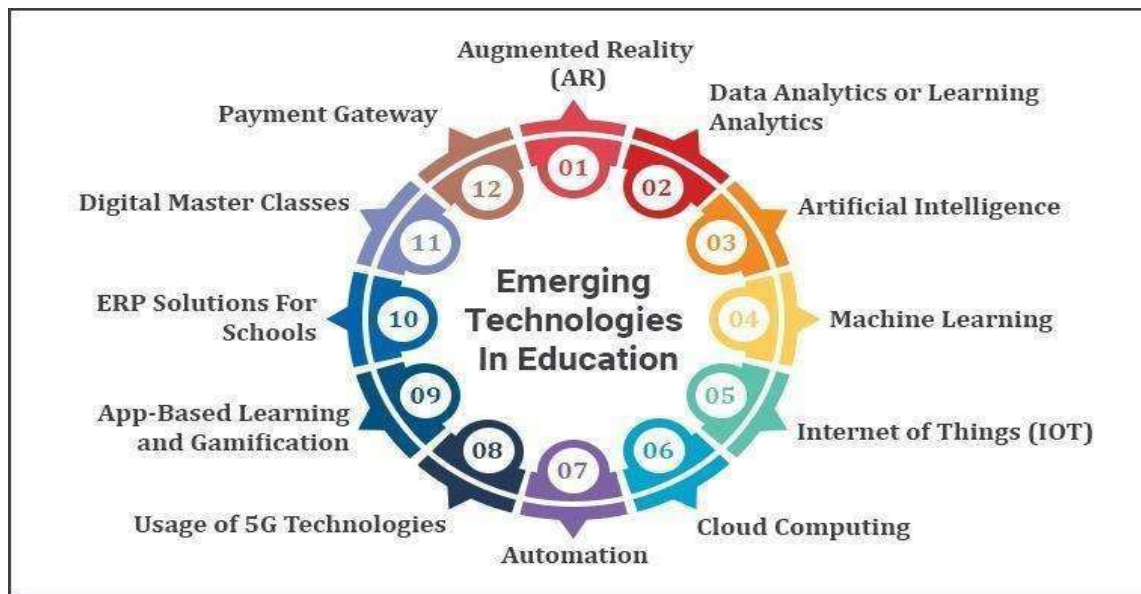 Emerging
Technologies
In Education
01
Augmented Reality
(AR)
02
Data Analytics or Learning
Analytics
03
Artificial Intelligence
04
Machine Learning
05
Internet of Things (IOT)
06
Cloud Computing
07
Automation
08
Usage of 5G Technologies
09
App-Based Learning
and Gamification
10
ERP Solutions For
Schools
11
Digital Master Classes
12
Payment Gateway